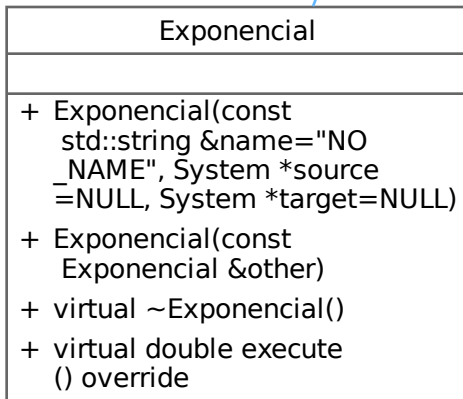 Exponencial
+ Exponencial(const
std::string &name="NO
_NAME", System *source
=NULL, System *target=NULL)
+ Exponencial(const
Exponencial &other)
+ virtual ~Exponencial()
+ virtual double execute
() override